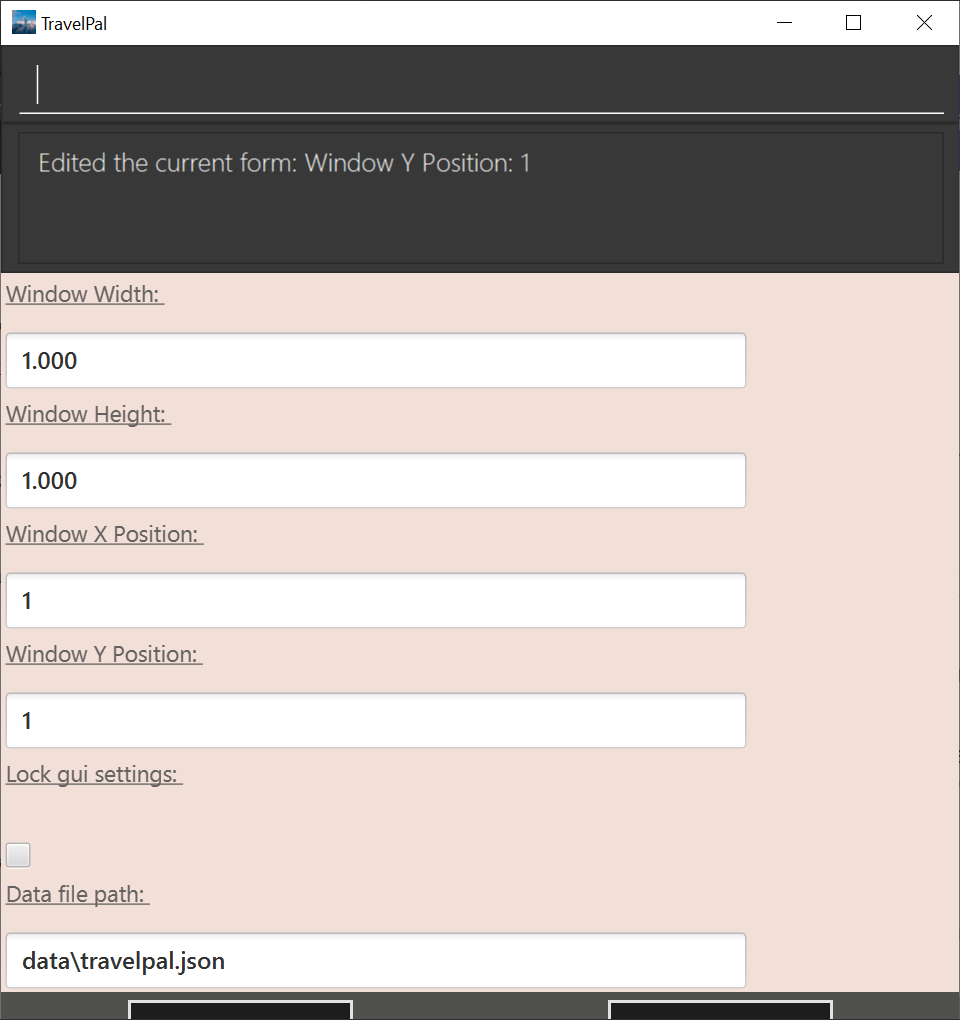 TravelPal
Edited the current form: Window Y Position: 1
Window Width:
1.000
Window Height:
1.000
Window X Position:
1
Window Y Position:
1
Lock gui settings:
Data file path:
data\travelpal.json